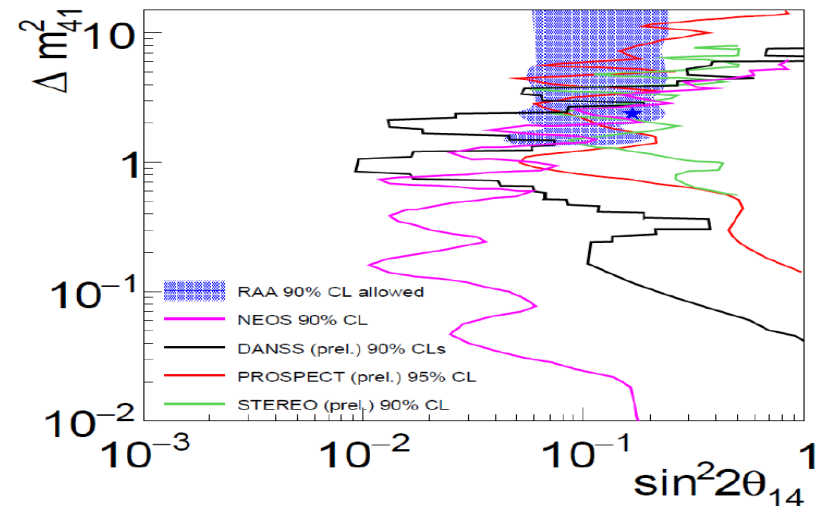 Δ m²₄₁
10
1
10⁻¹
10⁻²
RAA 90% CL allowed
NEOS 90% CL
DANSS (prel.) 90% CLs
PROSPECT (prel.) 95% CL
STEREO (prel.) 90% CL
10⁻³ 10⁻² 10⁻¹ 1
sin²2θ₁₄